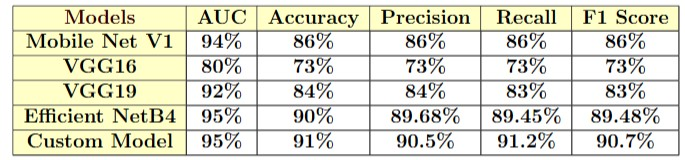 Models AUC Accuracy Precision Recall F1 Score
Mobile Net V1 94% 86% 86% 86% 86%
VGG16 80% 73% 73% 73% 73%
VGG19 92% 84% 84% 83% 83%
Efficient NetB4 95% 90% 89.68% 89.45% 89.48%
Custom Model 95% 91% 90.5% 91.2% 90.7%